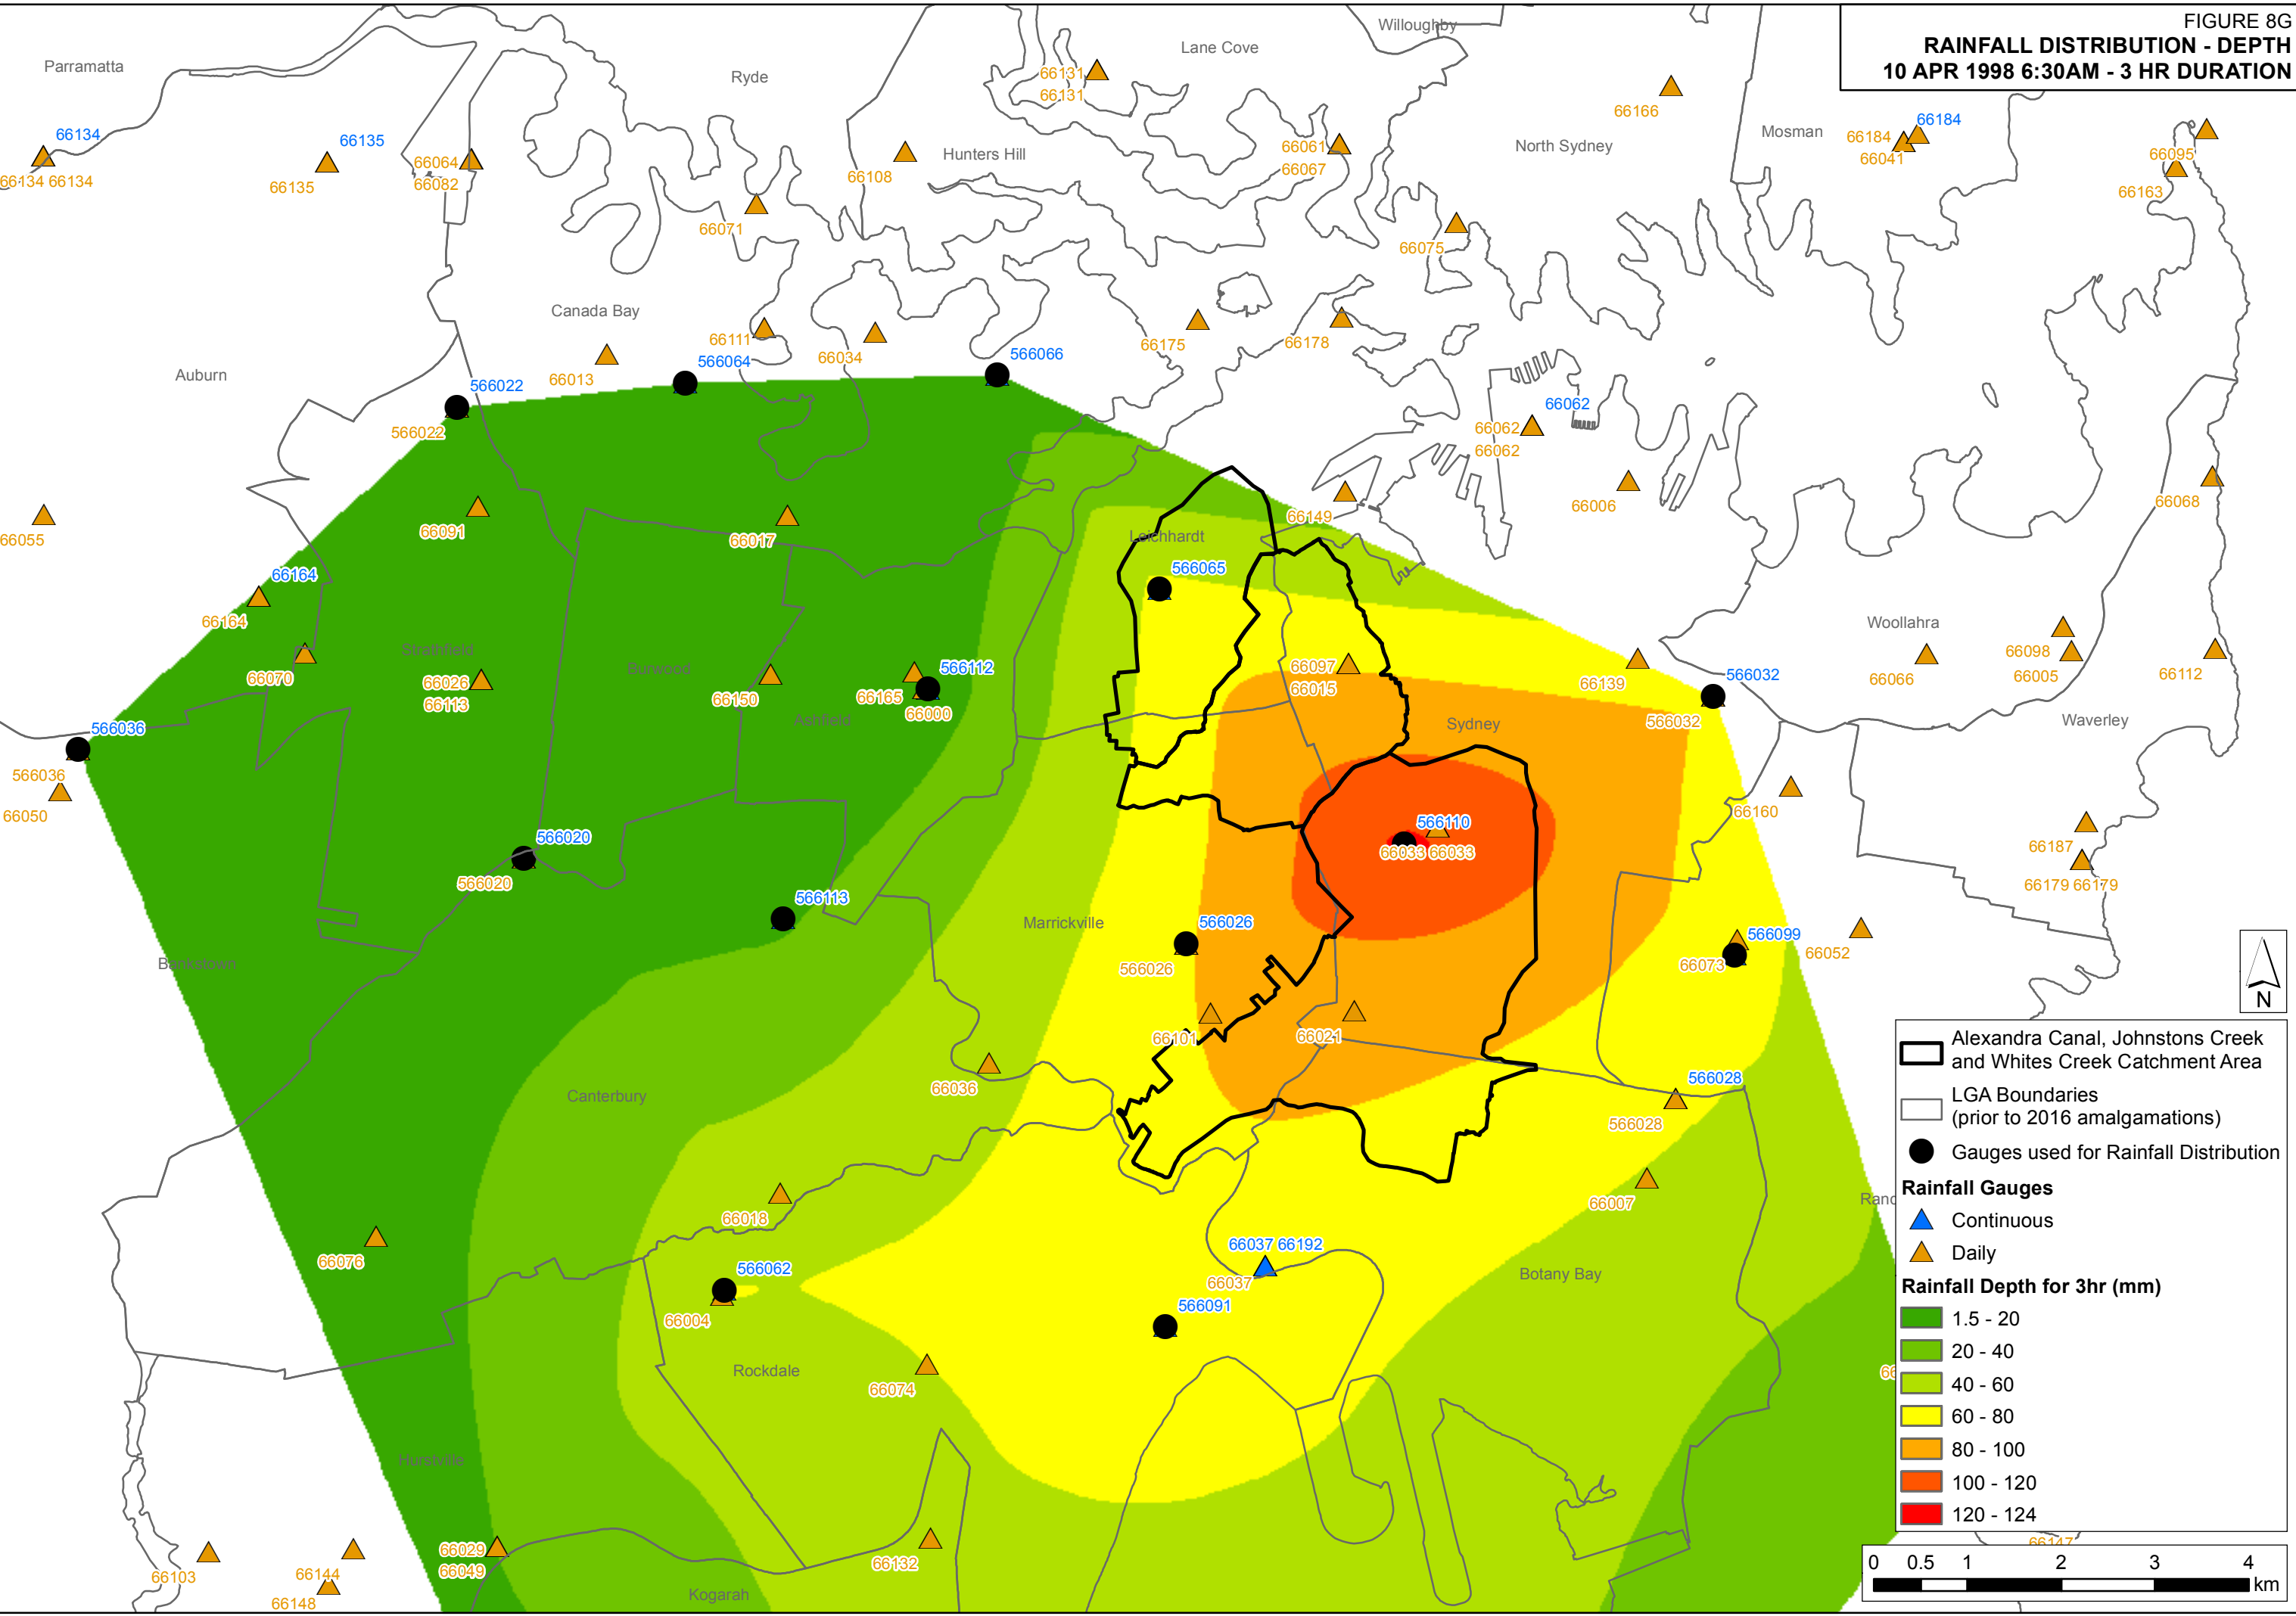 FIGURE 8G
RAINFALL DISTRIBUTION - DEPTH
10 APR 1998 6:30AM - 3 HR DURATION
Willoughby
Lane Cove
Parramatta
Ryde
66131
66131
66166
66134
66134 66134
66135
66135
66064
66082
66108
Hunters Hill
66061
66067
North Sydney
Mosman
66184
66184
66041
66095
66163
66071
66075
Canada Bay
66111
66034
66175
66178
Auburn
66013
566064
566066
566022
566022
66062
66062
66062
66055
66091
66017
66149
66006
66068
Leichhardt
566065
66164
66164
66070
Strathfield
66026
66113
Burwood
66150
Ashfield
66165
566112
66000
66097
66015
Sydney
66139
566032
566032
Woollahra
66066
66098
66005
66112
Waverley
566036
566036
66050
566020
566020
566113
566110
66033 66033
66160
66187
66179 66179
Marrickville
566026
566026
566099
66073
66052
Bankstown
66101
66021
66036
Canterbury
566028
566028
66018
66007
66076
566062
66004
66037 66192
66037
566091
Botany Bay
Rockdale
66074
Hurstville
66132
66029
66049
66103
66144
66148
Kogarah
Rand
66
66147
N
Alexandra Canal, Johnstons Creek
and Whites Creek Catchment Area
LGA Boundaries
(prior to 2016 amalgamations)
Gauges used for Rainfall Distribution
Rainfall Gauges
Continuous
Daily
Rainfall Depth for 3hr (mm)
1.5 - 20
20 - 40
40 - 60
60 - 80
80 - 100
100 - 120
120 - 124
0 0.5 1 2 3 4
km